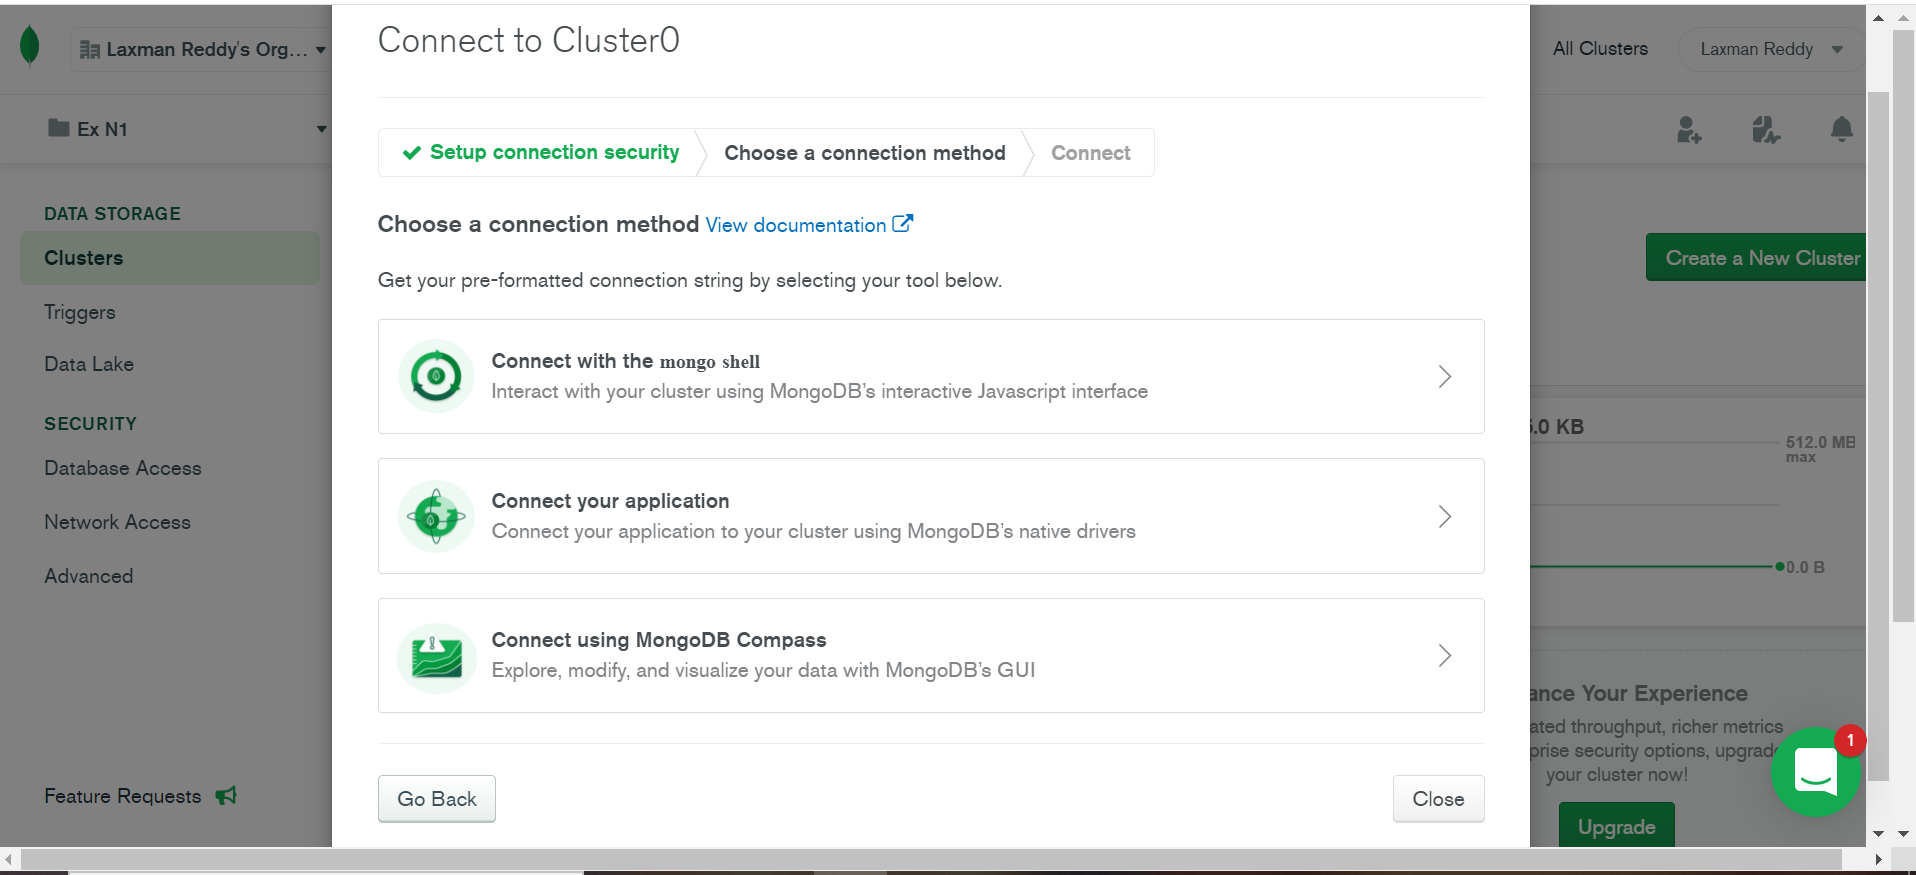 Laxman Reddy's Org...
Ex N1
DATA STORAGE
Clusters
Triggers
Data Lake
SECURITY
Database Access
Network Access
Advanced
Feature Requests
Connect to Cluster0
Setup connection security
Choose a connection method
Connect
Choose a connection method View documentation
Get your pre-formatted connection string by selecting your tool below.
Connect with the mongo shell
Interact with your cluster using MongoDB's interactive Javascript interface
Connect your application
Connect your application to your cluster using MongoDB's native drivers
Connect using MongoDB Compass
Explore, modify, and visualize your data with MongoDB's GUI
Go Back
Close
All Clusters
Laxman Reddy
Create a New Cluster
.0 KB
512.0 MB
max
0.0 B
ance Your Experience
ated throughput, richer metrics
prise security options, upgrade
your cluster now!
Upgrade
1